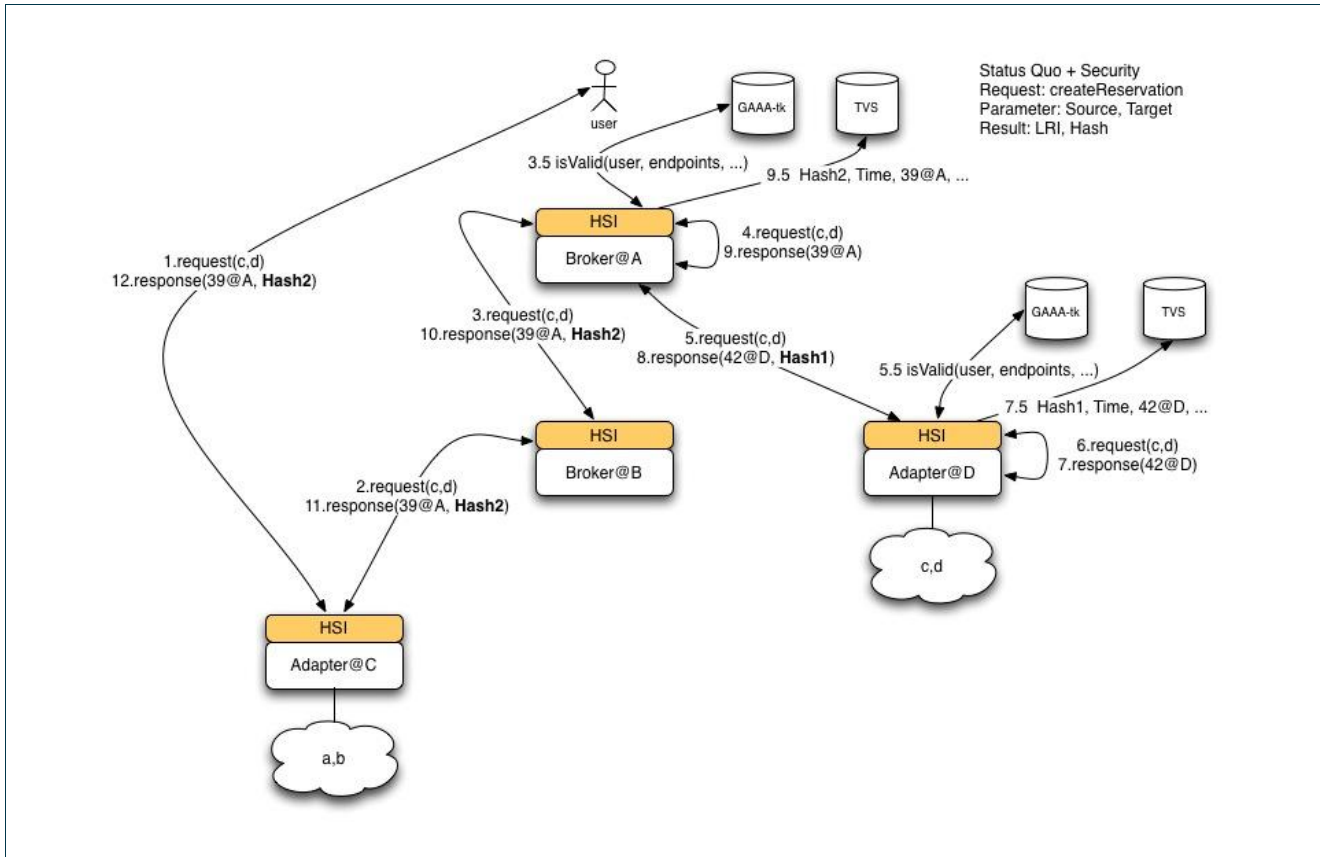 Status Quo + Security
Request: createReservation
Parameter: Source, Target
Result: LRI, Hash
user
GAAA-tk
TVS
3.5 isValid(user, endpoints, ...)
9.5 Hash2, Time, 39@A, ...
HSI
Broker@A
4.request(c,d)
9.response(39@A)
1.request(c,d)
12.response(39@A, Hash2)
3.request(c,d)
10.response(39@A, Hash2)
5.request(c,d)
8.response(42@D, Hash1)
GAAA-tk
TVS
5.5 isValid(user, endpoints, ...)
7.5 Hash1, Time, 42@D, ...
HSI
Broker@B
HSI
Adapter@D
6.request(c,d)
7.response(42@D)
2.request(c,d)
11.response(39@A, Hash2)
c,d
HSI
Adapter@C
a,b